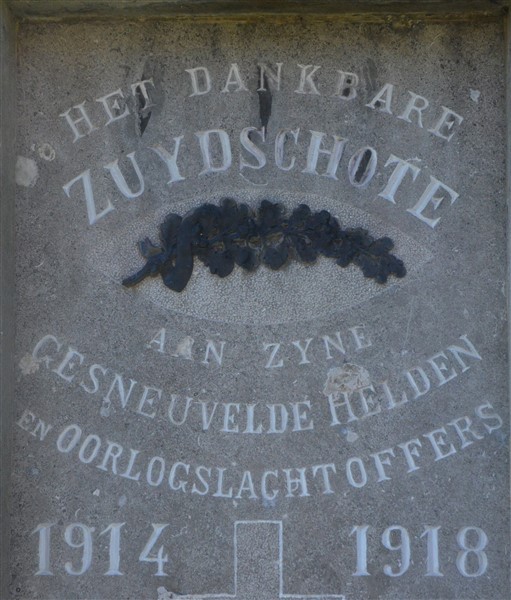 HET DANKBARE
ZUYDSCHOTE
AAN ZYNE
GESNEUVELDE HELDEN
EN OORLOGSLACHTOFFERS
1914 1918